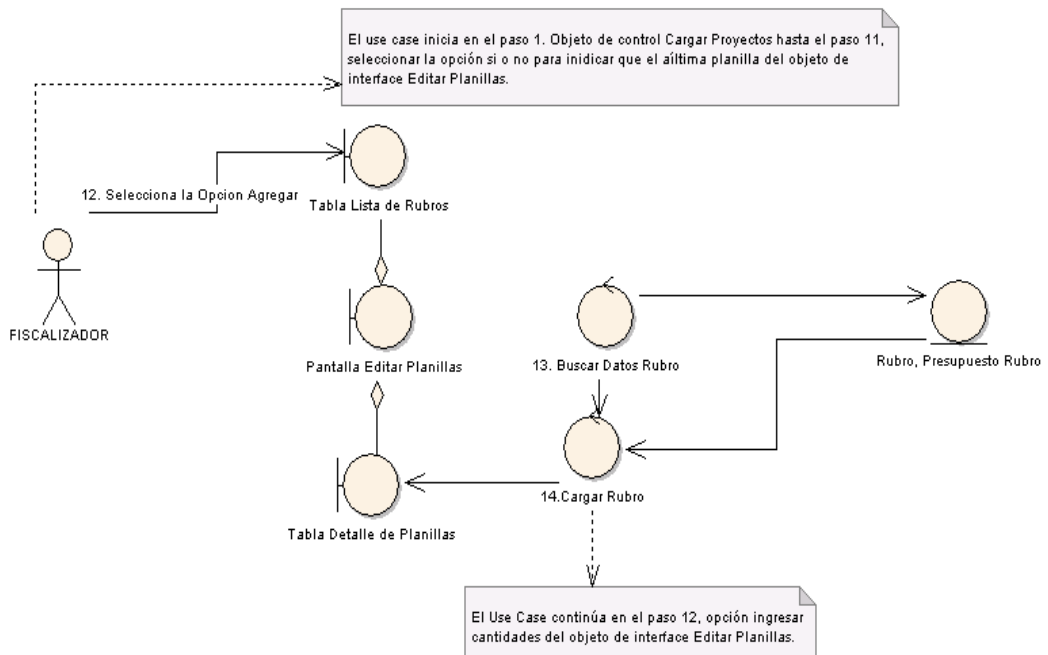 El use case inicia en el paso 1. Objeto de control Cargar Proyectos hasta el paso 11,
seleccionar la opción si o no para inidicar que el aíltima planilla del objeto de
interface Editar Planillas.
12. Selecciona la Opcion Agregar
Tabla Lista de Rubros
FISCALIZADOR
Pantalla Editar Planillas
13. Buscar Datos Rubro
Rubro, Presupuesto Rubro
14.Cargar Rubro
Tabla Detalle de Planillas
El Use Case continúa en el paso 12, opción ingresar
cantidades del objeto de interface Editar Planillas.